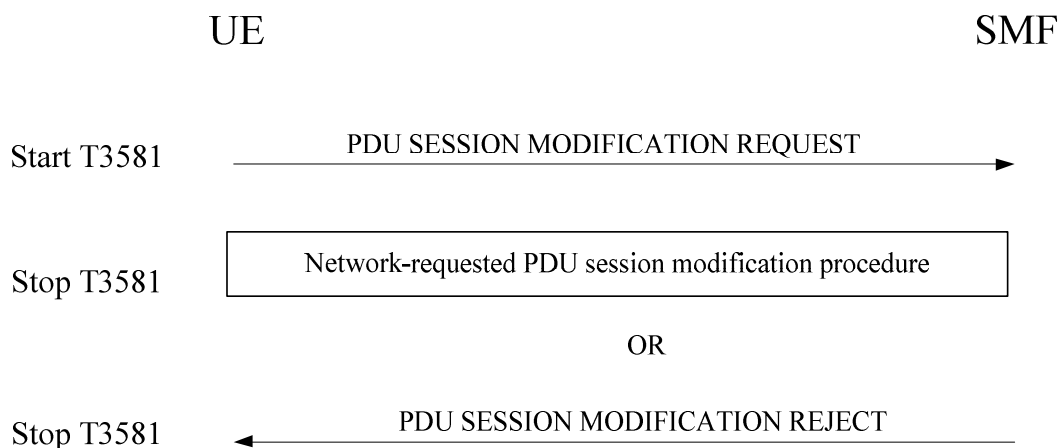 UE SMF
Start T3581 PDU SESSION MODIFICATION REQUEST
Stop T3581 Network-requested PDU session modification procedure
OR
Stop T3581 PDU SESSION MODIFICATION REJECT